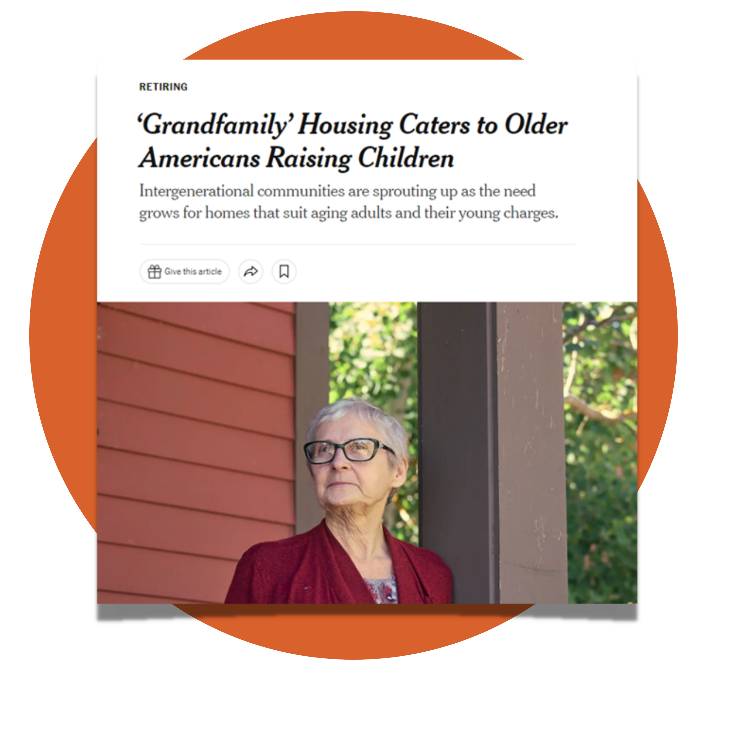 RETIRING
‘Grandfamily’ Housing Caters to Older
Americans Raising Children
Intergenerational communities are sprouting up as the need
grows for homes that suit aging adults and their young charges.
Give this article